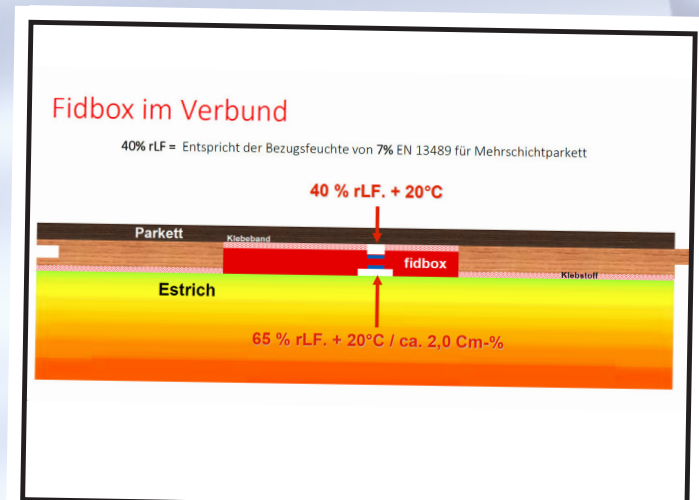 Fidbox im Verbund
40% rLF = Entspricht der Bezugsfeuchte von 7% EN 13489 für Mehrschichtparkett
40 % rLF. + 20°C
Parkett
Klebeband
fidbox
Klebstoff
Estrich
65 % rLF. + 20°C / ca. 2,0 Cm-%